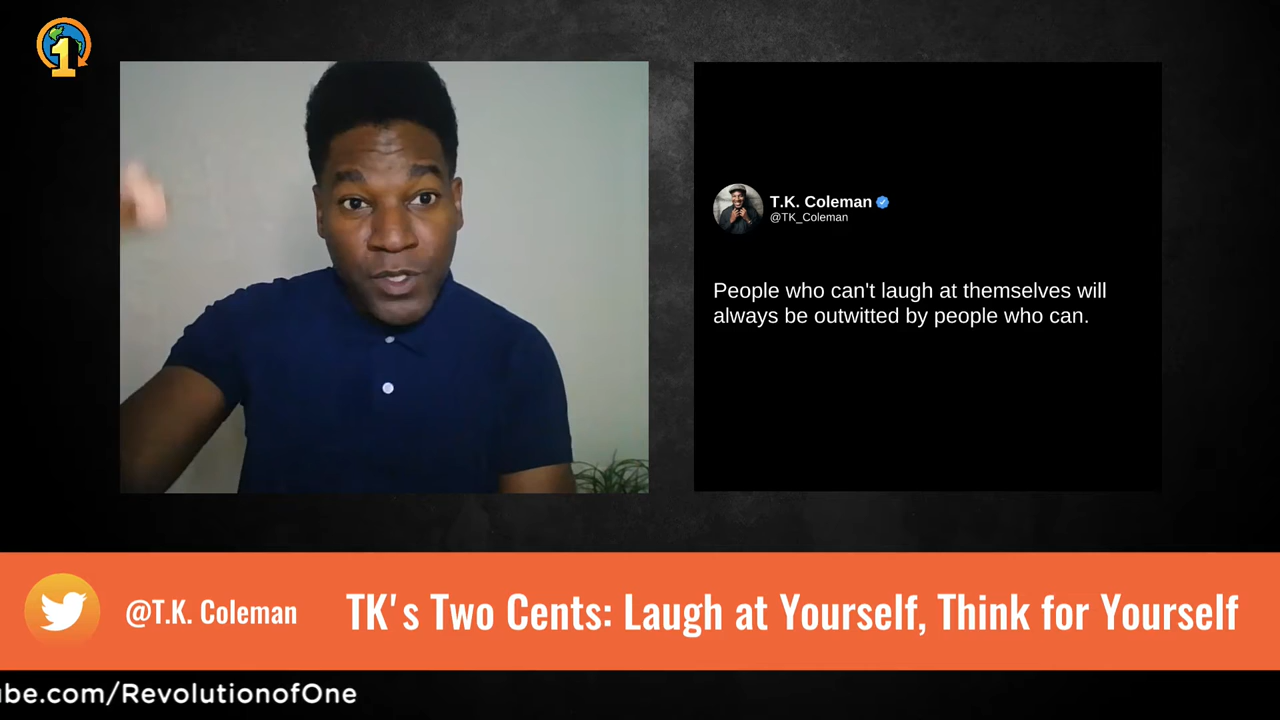 1
T.K. Coleman
@TK_Coleman
People who can't laugh at themselves will
always be outwitted by people who can.
@T.K. Coleman
TK's Two Cents: Laugh at Yourself, Think for Yourself
ube.com/RevolutionofOne